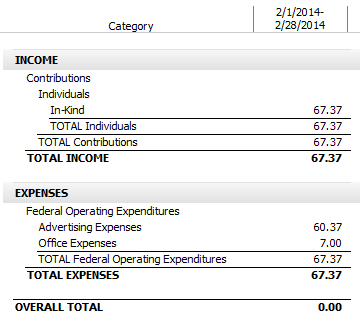 Category 2/1/2014-
2/28/2014
INCOME
Contributions
Individuals
In-Kind 67.37
TOTAL Individuals 67.37
TOTAL Contributions 67.37
TOTAL INCOME 67.37
EXPENSES
Federal Operating Expenditures
Advertising Expenses 60.37
Office Expenses 7.00
TOTAL Federal Operating Expenditures 67.37
TOTAL EXPENSES 67.37
OVERALL TOTAL 0.00